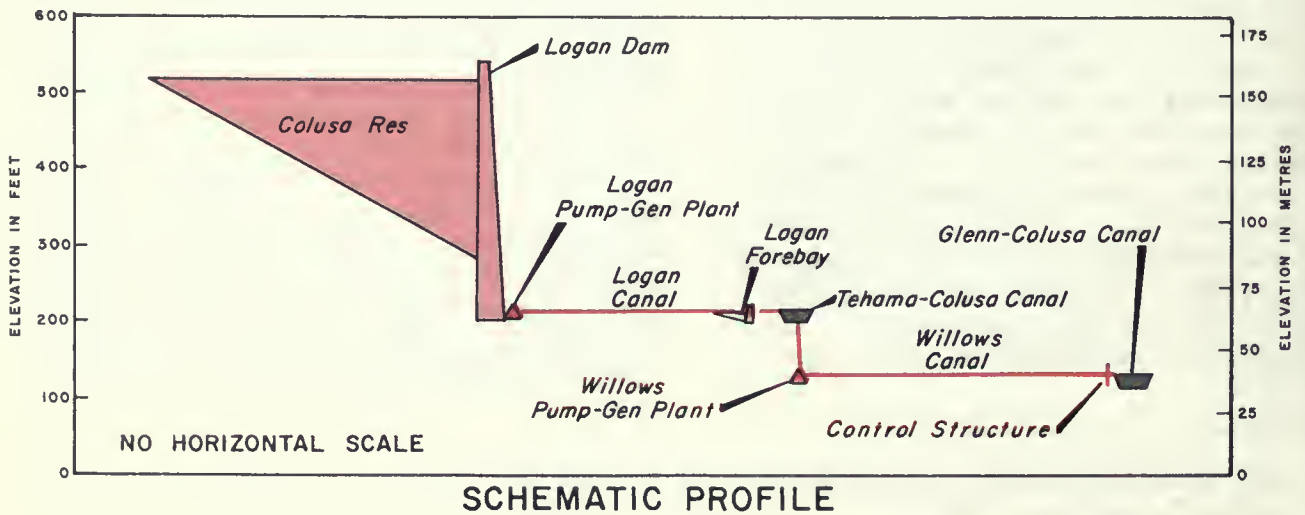 600
500
400
300
200
100
0
ELEVATION IN FEET
Logan Dam
Colusa Res
Logan
Pump-Gen Plant
Logan
Canal
Logan
Forebay
Glenn-Colusa Canal
Tehama-Colusa Canal
Willows
Canal
Willows
Pump-Gen Plant
Control Structure
NO HORIZONTAL SCALE
175
150
125
100
75
50
25
0
ELEVATION IN METRES
SCHEMATIC PROFILE